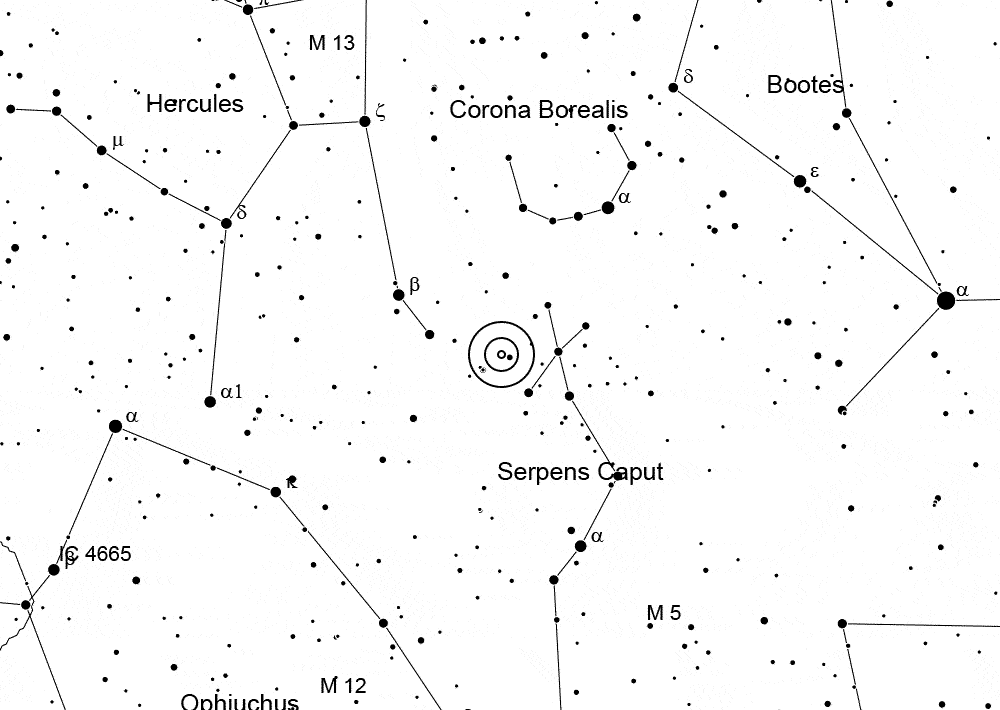 π
M 13
Hercules
ζ
Corona Borealis
δ
Bootes
μ
ε
α
δ
β
α
α1
α
κ
Serpens Caput
α
IC 4665
β
M 5
M 12
Ophiuchus